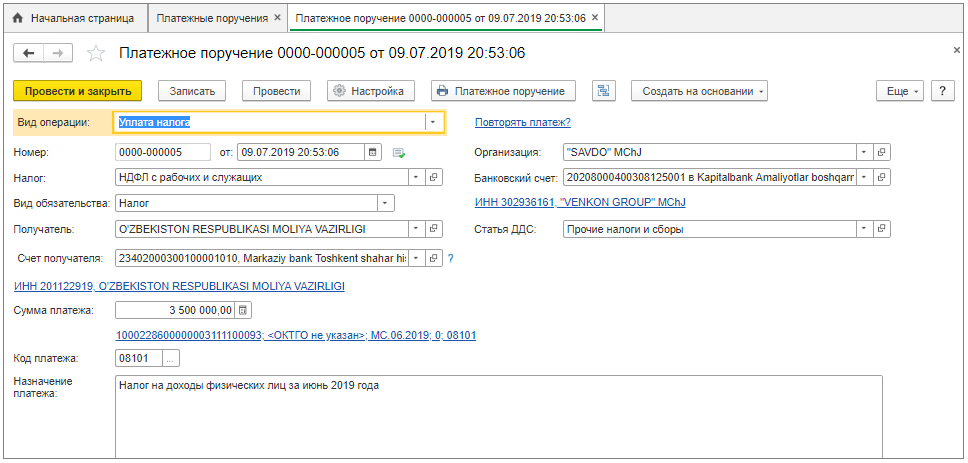 Начальная страница Платежные поручения × Платежное поручение 0000-000005 от 09.07.2019 20:53:06 ×
Платежное поручение 0000-000005 от 09.07.2019 20:53:06 ×
Провести и закрыть Записать Провести Настройка Платежное поручение Создать на основании Еще ?
Вид операции: Уплата налога Повторять платеж?
Номер: 0000-000005 от: 09.07.2019 20:53:06 Организация: "SAVDO" MChJ
Налог: НДФЛ с рабочих и служащих Банковский счет: 20208000400308125001 в Kapitalbank Amaliyotlar boshqarr
Вид обязательства: Налог ИНН 302936161, "VENKON GROUP" MChJ
Получатель: O'ZBEKISTON RESPUBLIKASI MOLIYA VAZIRLIGI Статья ДДС: Прочие налоги и сборы
Счет получателя: 23402000300100001010, Markaziy bank Toshkent shahar his ?
ИНН 201122919, O'ZBEKISTON RESPUBLIKASI MOLIYA VAZIRLIGI
Сумма платежа: 3 500 000,00
1000228600000003111100093; <ОКТГО не указан>; МС.06.2019; 0; 08101
Код платежа: 08101 ...
Назначение платежа: Налог на доходы физических лиц за июнь 2019 года